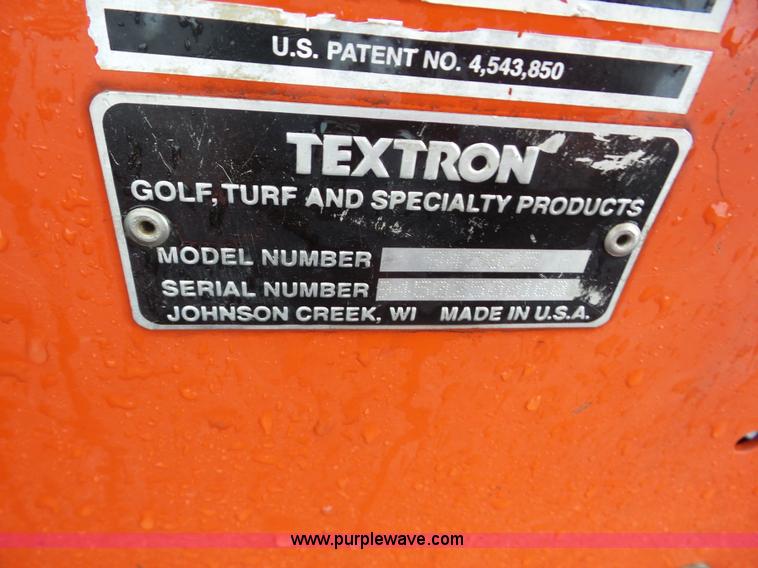 U.S. PATENT NO. 4,543,850
TEXTRON
GOLF, TURF AND SPECIALTY PRODUCTS
MODEL NUMBER
SERIAL NUMBER
JOHNSON CREEK, WI MADE IN U.S.A.
www.purplewave.com